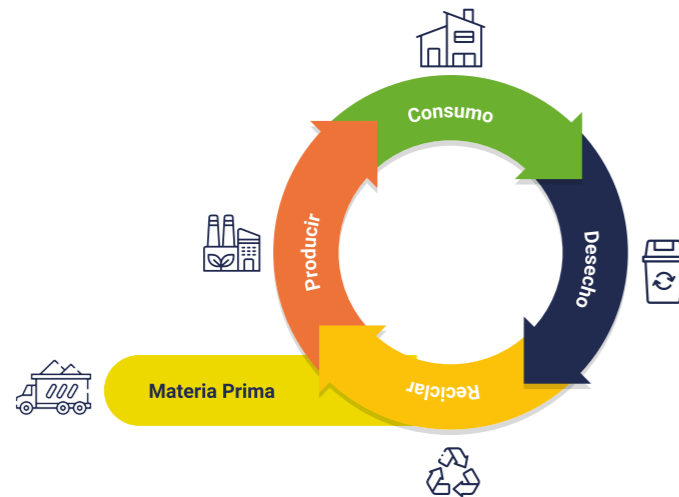 Consumo
Desecho
Reciclar
Producir
Materia Prima